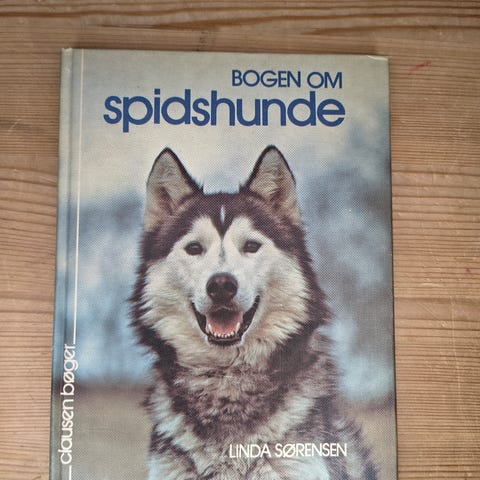 BOGEN OM
spidshunde
clausen bøger
LINDA SØRENSEN